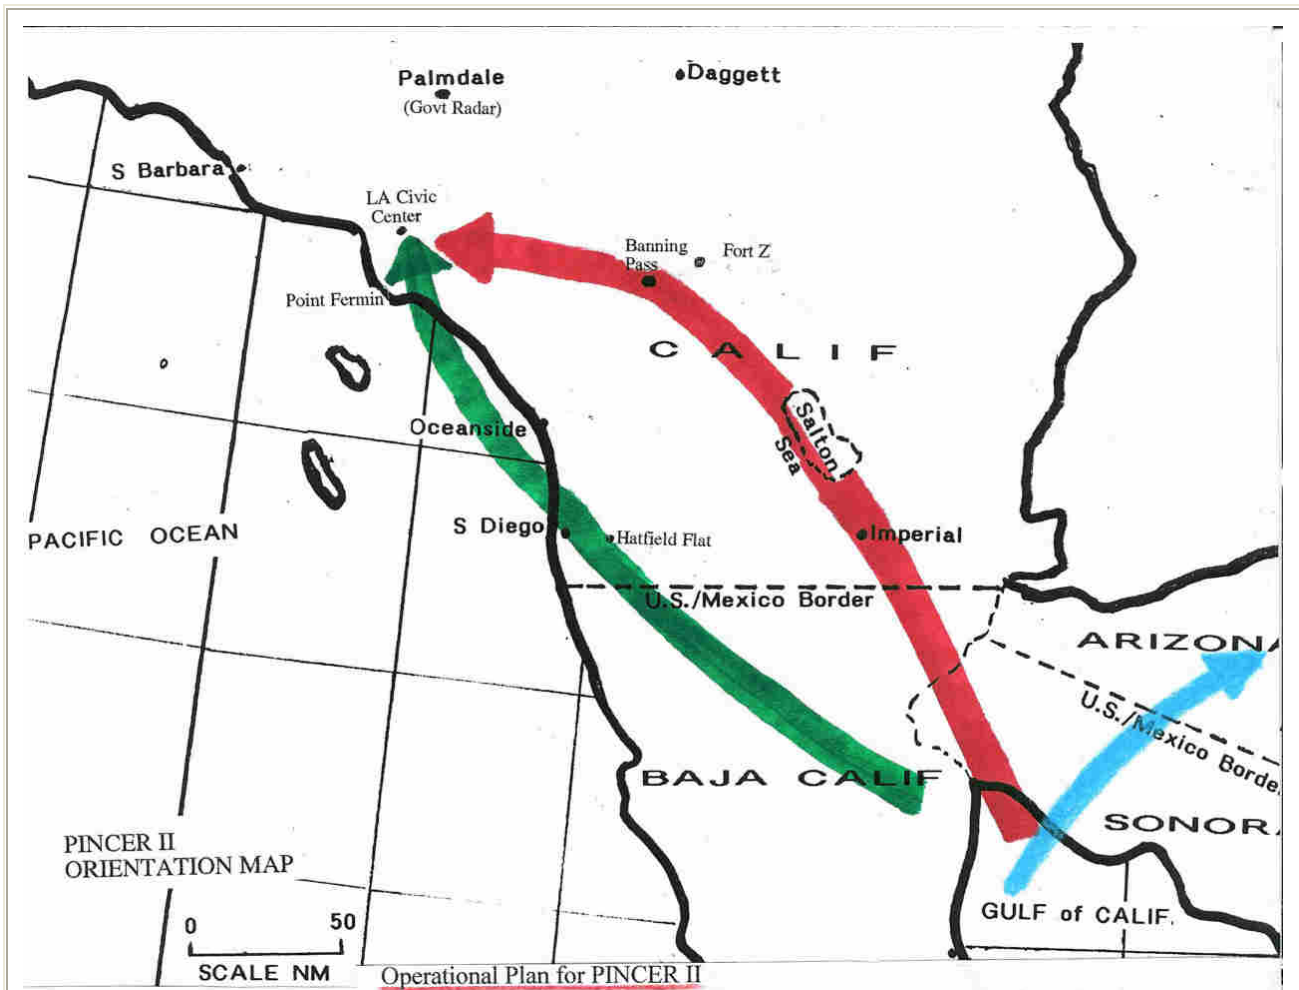 Palmdale
(Govt Radar)
Daggett
S Barbara
LA Civic
Center
Banning
Pass
Fort Z
Point Fermin
C A L I F
Salton
Sea
Oceanside
S Diego
Hatfield Flat
Imperial
PACIFIC OCEAN
U.S./Mexico Border
ARIZONA
U.S./Mexico Borde
BAJA CALIF
SONORA
PINCER II
ORIENTATION MAP
GULF of CALIF.
0 50
SCALE NM
Operational Plan for PINCER II